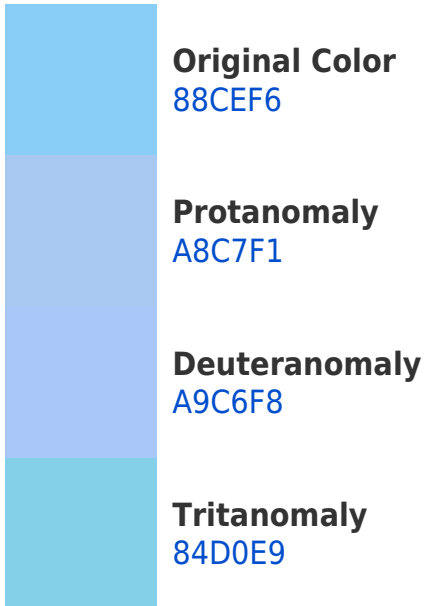 Original Color
88CEF6
Protanomaly
A8C7F1
Deuteranomaly
A9C6F8
Tritanomaly
84D0E9